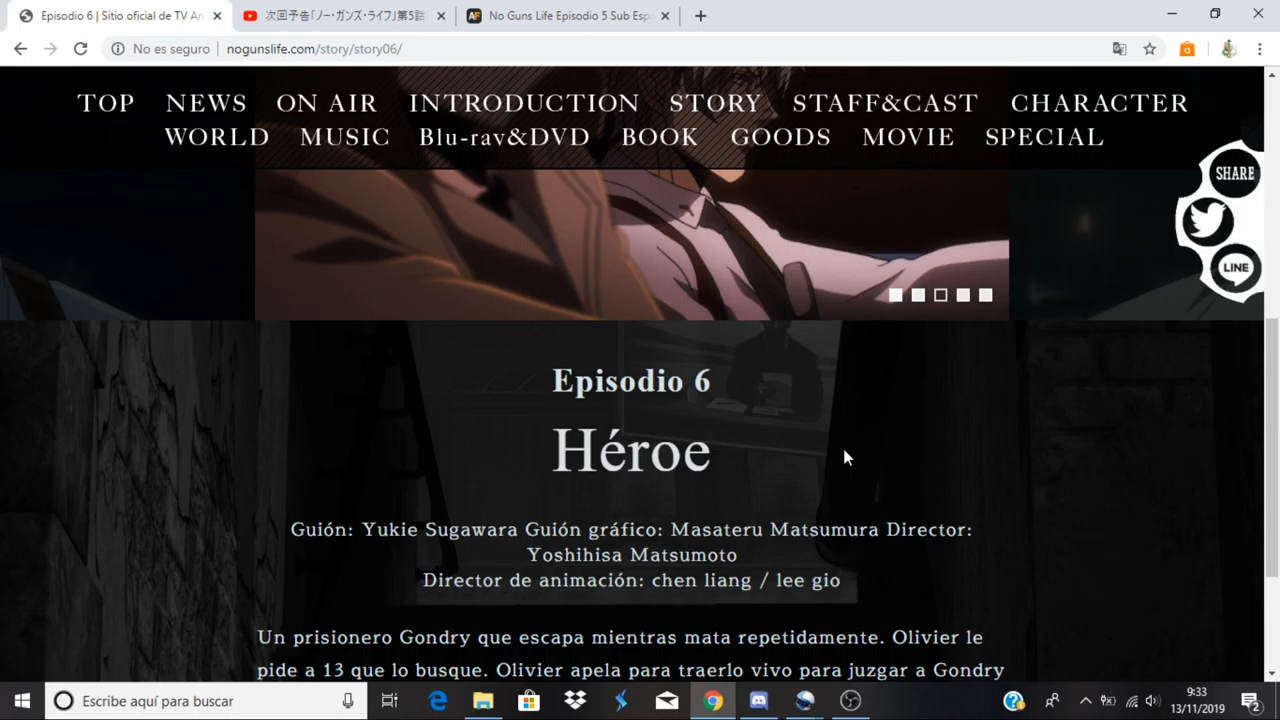 Episodio 6 | Sitio oficial de TV An
次回予告「ノー・ガンズ・ライフ」第5話
No Guns Life Episodio 5 Sub Esp
No es seguro
nogunslife.com/story/story06/
TOP NEWS ON AIR INTRODUCTION STORY STAFF&CAST CHARACTER
WORLD MUSIC Blu-ray&DVD BOOK GOODS MOVIE SPECIAL
SHARE
LINE
Episodio 6
Héroe
Guión: Yukie Sugawara Guión gráfico: Masateru Matsumura Director:
Yoshihisa Matsumoto
Director de animación: chen liang / lee gio
Un prisionero Gondry que escapa mientras mata repetidamente. Olivier le
pide a 13 que lo busque. Olivier apela para traerlo vivo para juzgar a Gondry
Escribe aquí para buscar
9:33
13/11/2019
2